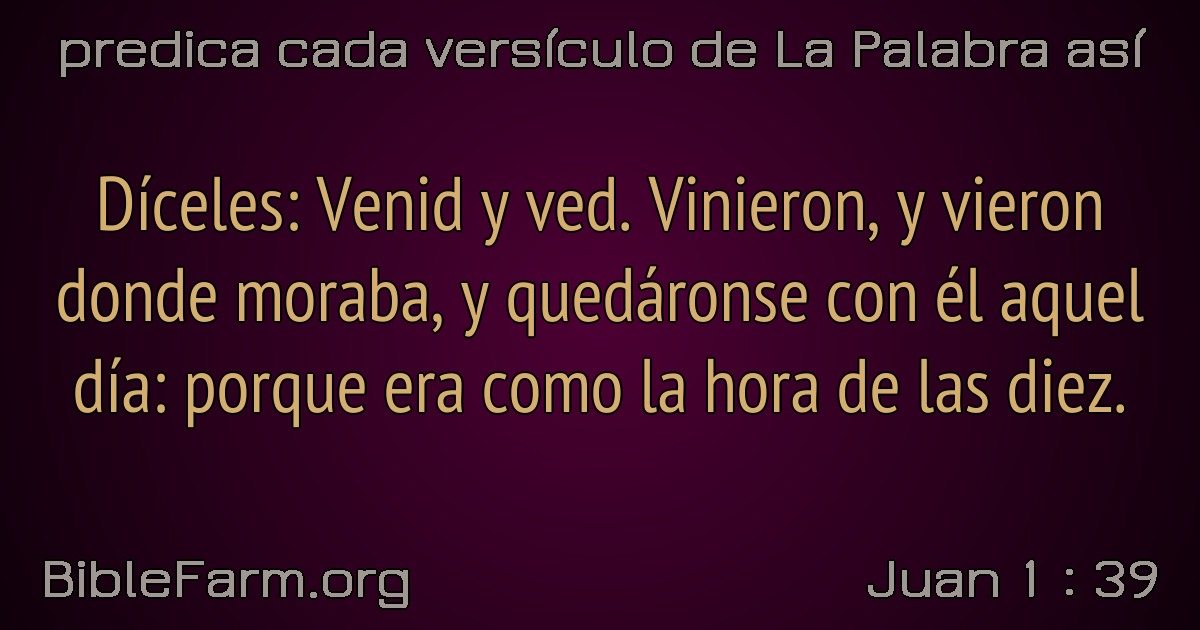 predica cada versículo de La Palabra así
Díceles: Venid y ved. Vinieron, y vieron
donde moraba, y quedáronse con él aquel
día: porque era como la hora de las diez.
BibleFarm.org
Juan 1 : 39